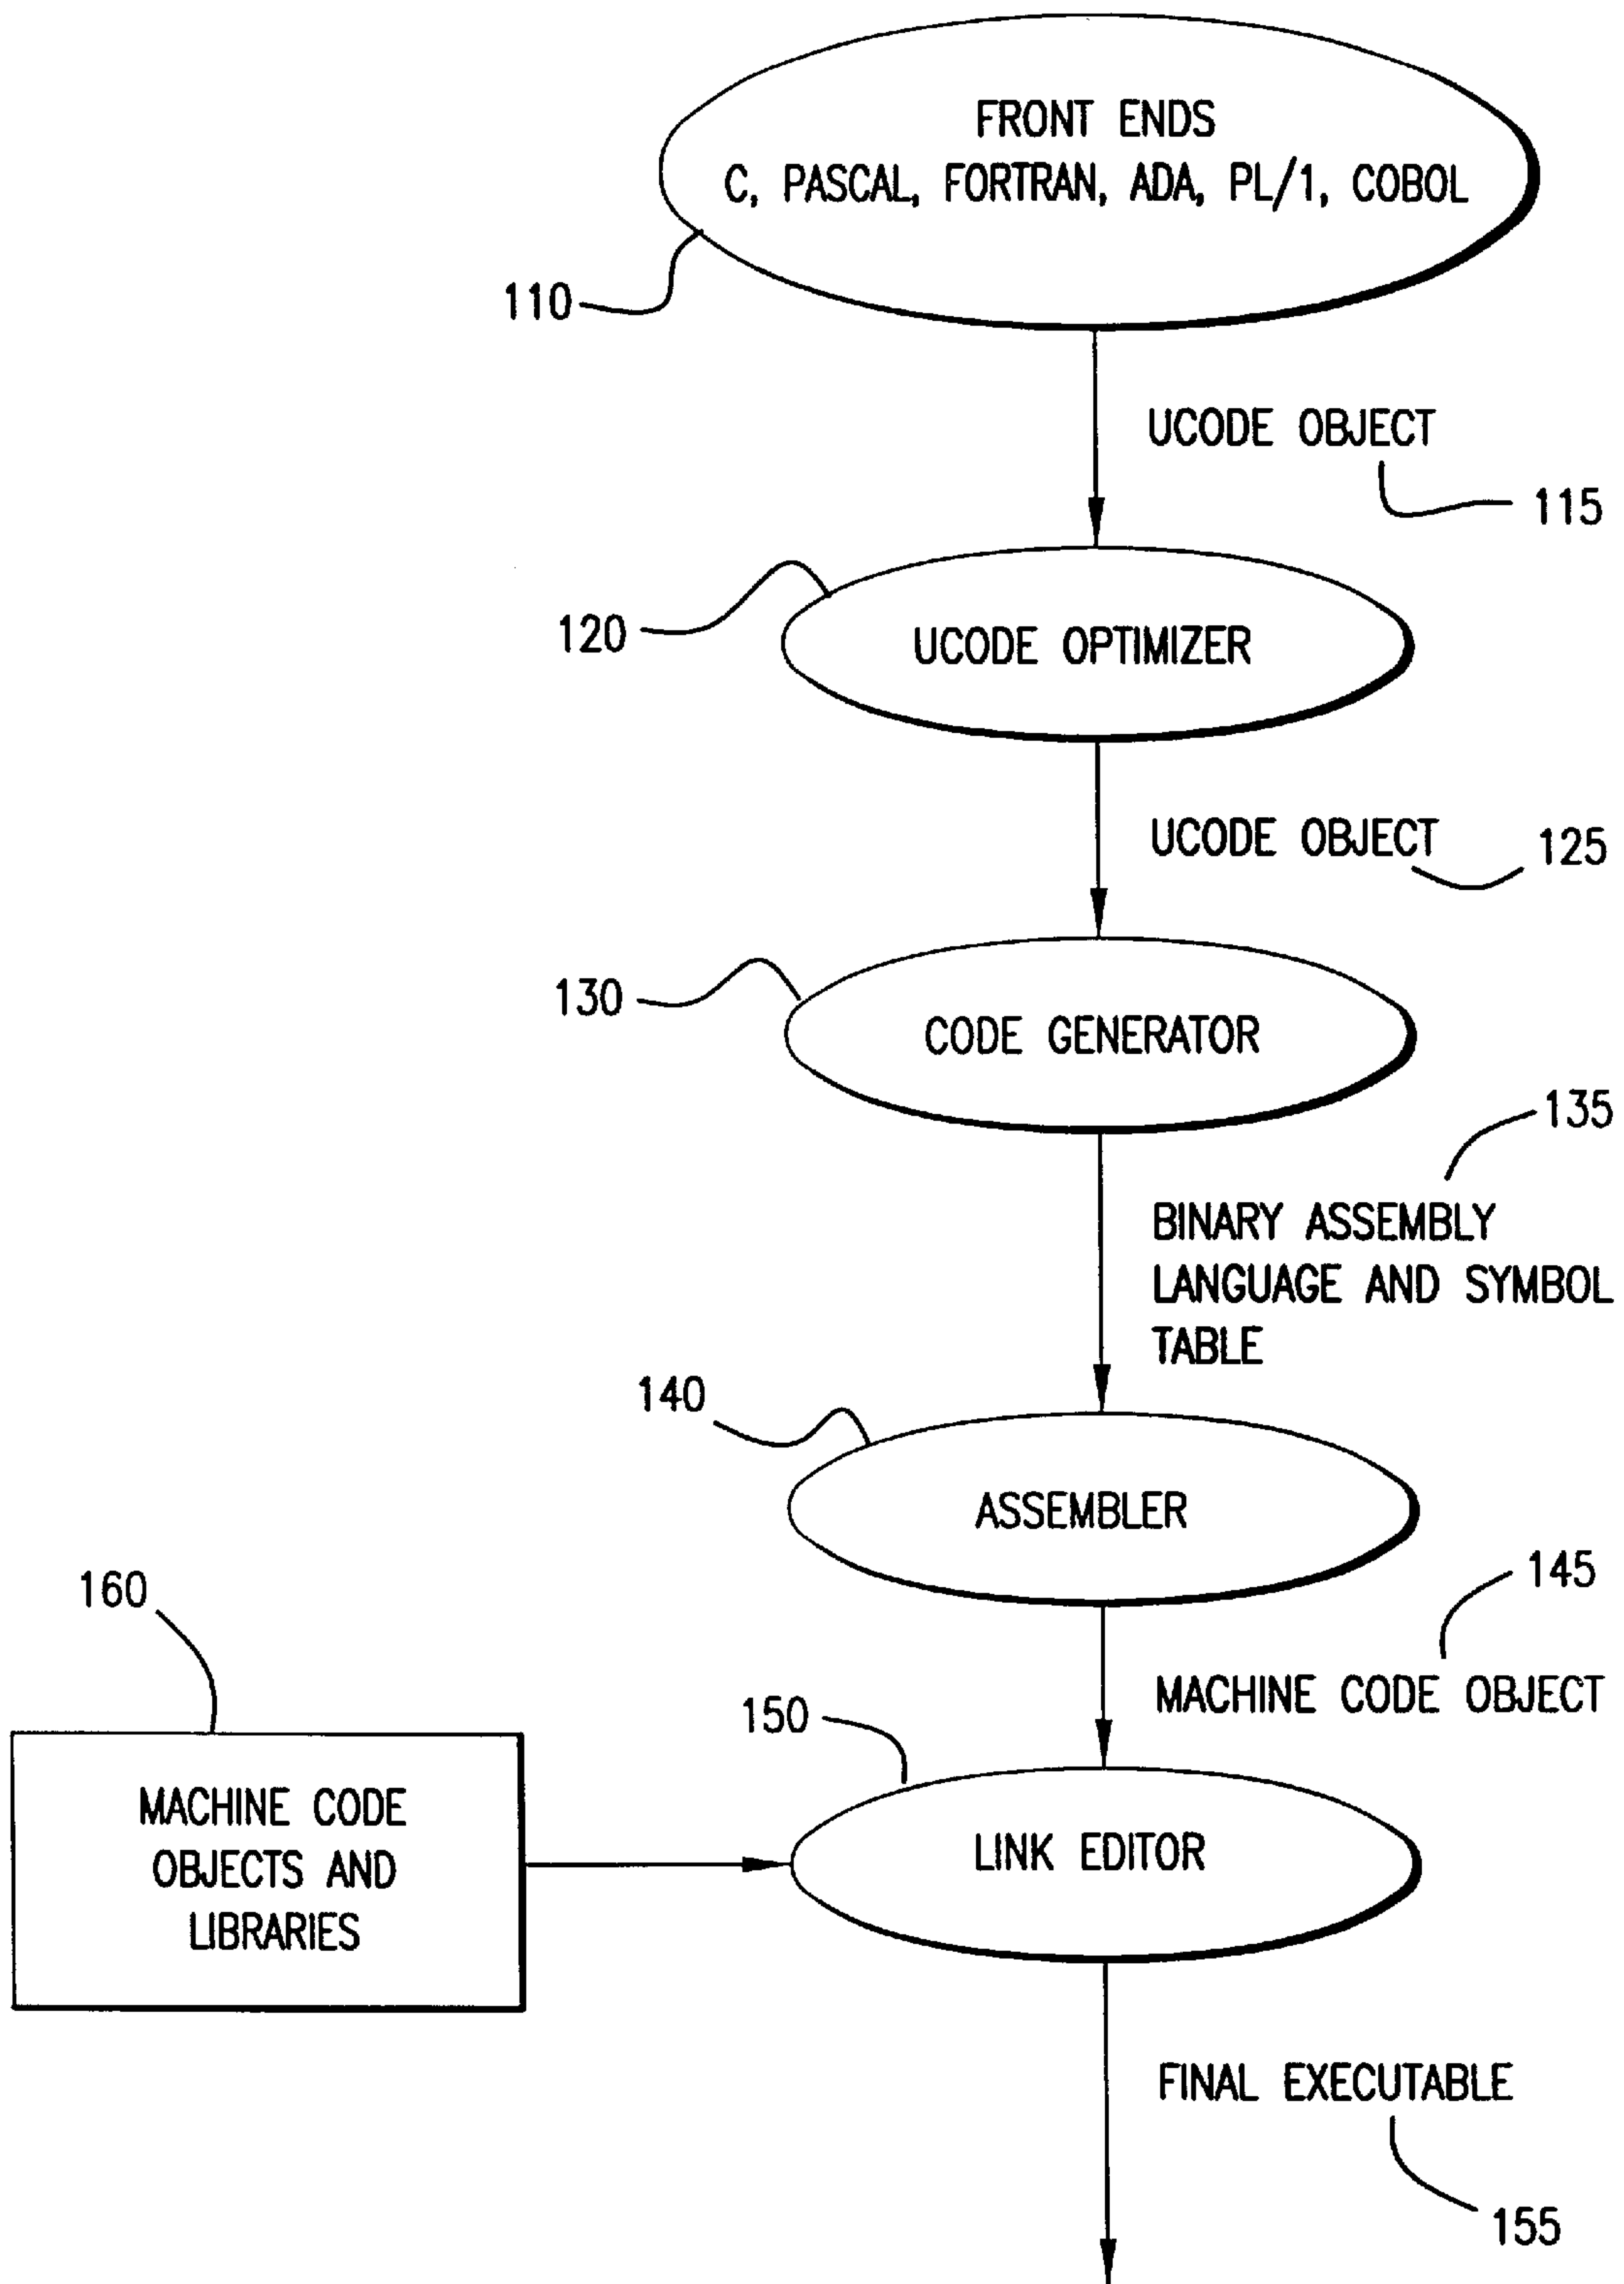 FRONT ENDS
C, PASCAL, FORTRAN, ADA, PL/1, COBOL
110
UCODE OBJECT
115
120
UCODE OPTIMIZER
UCODE OBJECT
125
130
CODE GENERATOR
135
BINARY ASSEMBLY
LANGUAGE AND SYMBOL
TABLE
140
ASSEMBLER
145
160
MACHINE CODE OBJECT
150
MACHINE CODE
OBJECTS AND
LIBRARIES
LINK EDITOR
FINAL EXECUTABLE
155